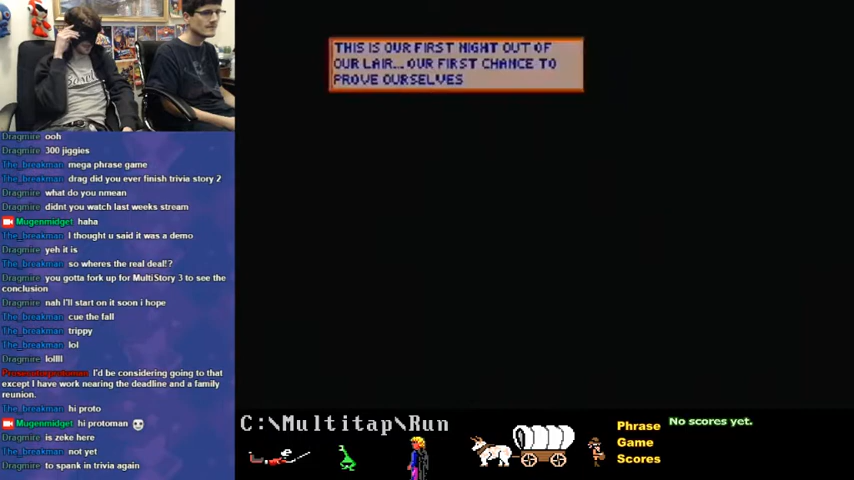 THIS IS OUR FIRST NIGHT OUT OF
OUR LAIR... OUR FIRST CHANCE TO
PROVE OURSELVES
Dragmire ooh
Dragmire 300 jiggies
The_breakman mega phrase game
The_breakman drag did you ever finish trivia story 2
Dragmire what do you nmean
Dragmire didnt you watch last weeks stream
Mugenmidget haha
The_breakman I thought u said it was a demo
Dragmire yeh it is
The_breakman so wheres the real deal!?
Dragmire you gotta fork up for MultiStory 3 to see the
conclusion
Dragmire nah I'll start on it soon i hope
The_breakman cue the fall
The_breakman trippy
The_breakman lol
Dragmire lollll
I'd be considering going to that
except I have work nearing the deadline and a family
reunion.
The_breakman hi proto
Mugenmidget hi protoman
Dragmire is zeke here
The_breakman not yet
Dragmire to spank in trivia again
C:\Multitap\Run
Phrase
Game
Scores
No scores yet.